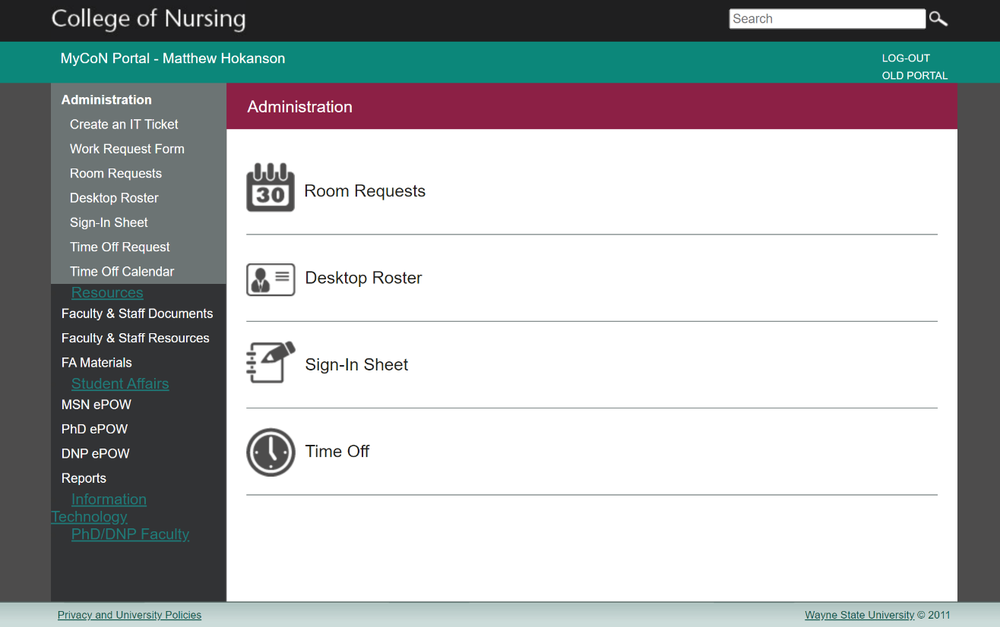 College of Nursing
Search
MyCoN Portal - Matthew Hokanson
LOG-OUT
OLD PORTAL
Administration
Create an IT Ticket
Work Request Form
Room Requests
Desktop Roster
Sign-In Sheet
Time Off Request
Time Off Calendar
Resources
Faculty & Staff Documents
Faculty & Staff Resources
FA Materials
Student Affairs
MSN ePOW
PhD ePOW
DNP ePOW
Reports
Information
Technology
PhD/DNP Faculty
Administration
30
Room Requests
Desktop Roster
Sign-In Sheet
Time Off
Privacy and University Policies
Wayne State University © 2011